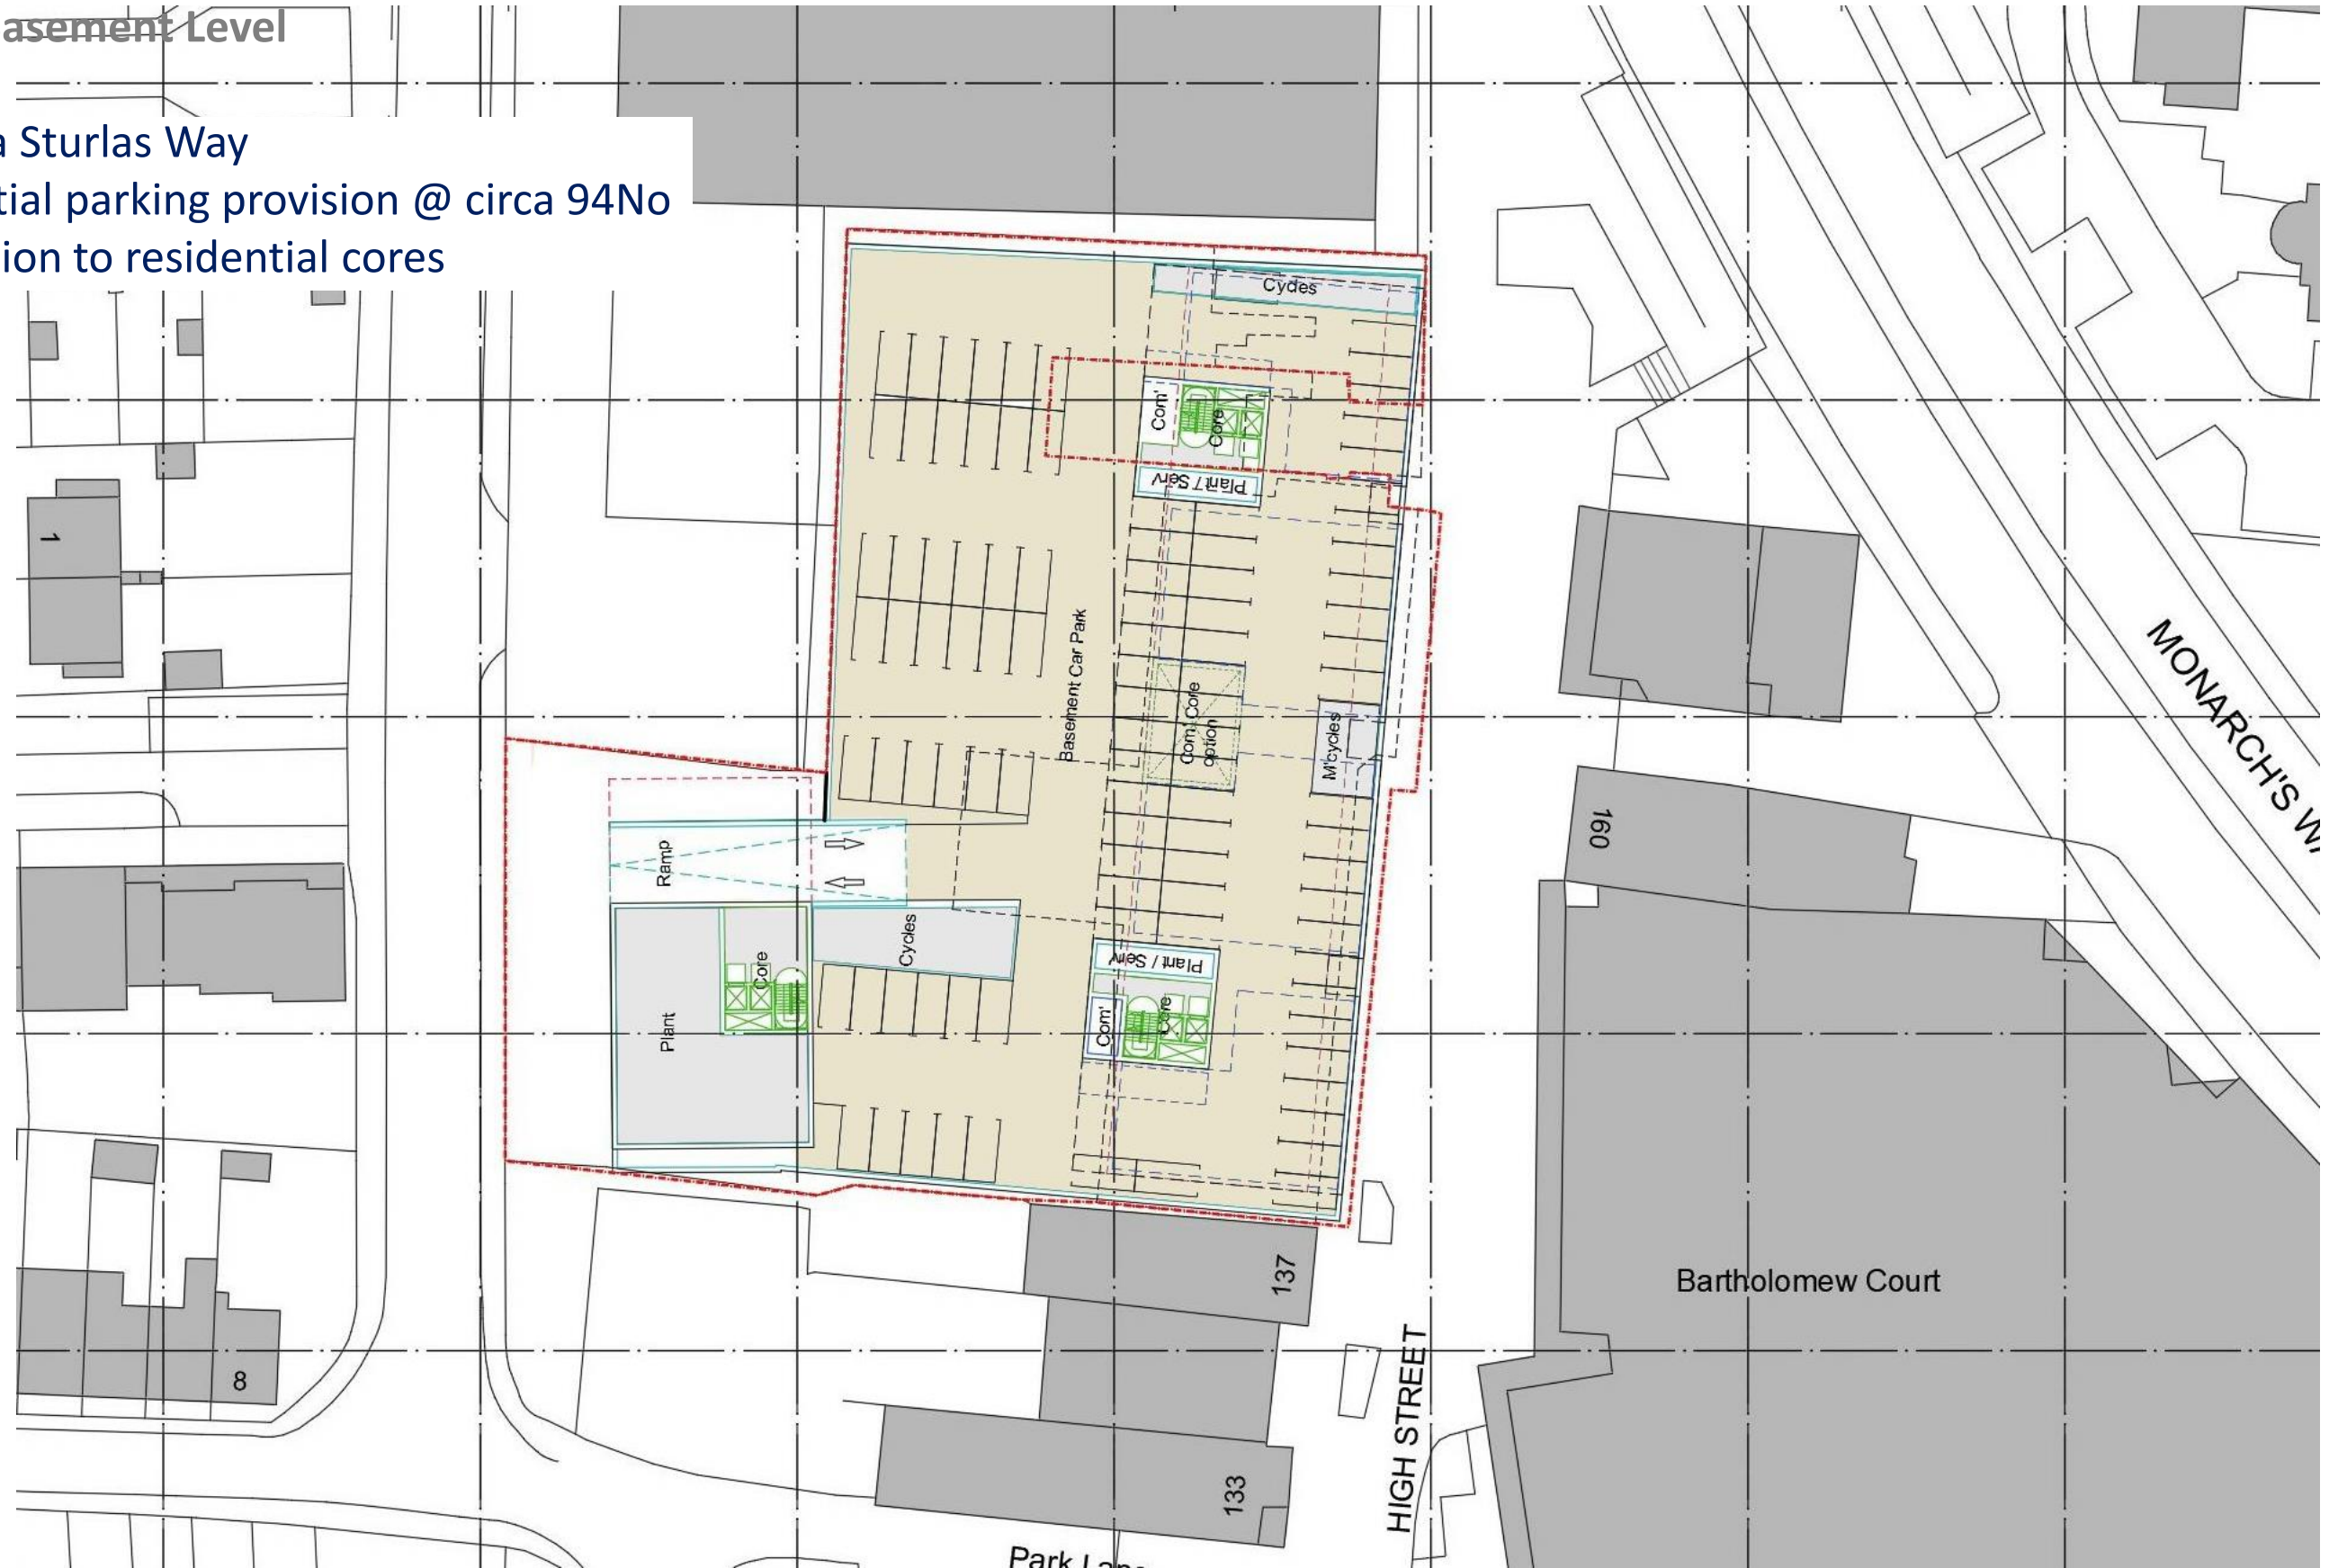 asement Level
a Sturlas Way
tial parking provision @ circa 94No
ion to residential cores
Cycles
Com'
Core
Plant / Serv
1
Basement Car Park
Com' Core
option
M'cycles
MONARCH'S W
160
Ramp
Cycles
Core
Plant
Plant / Serv
Com'
Core
137
Bartholomew Court
8
HIGH STREET
133
Park Lane